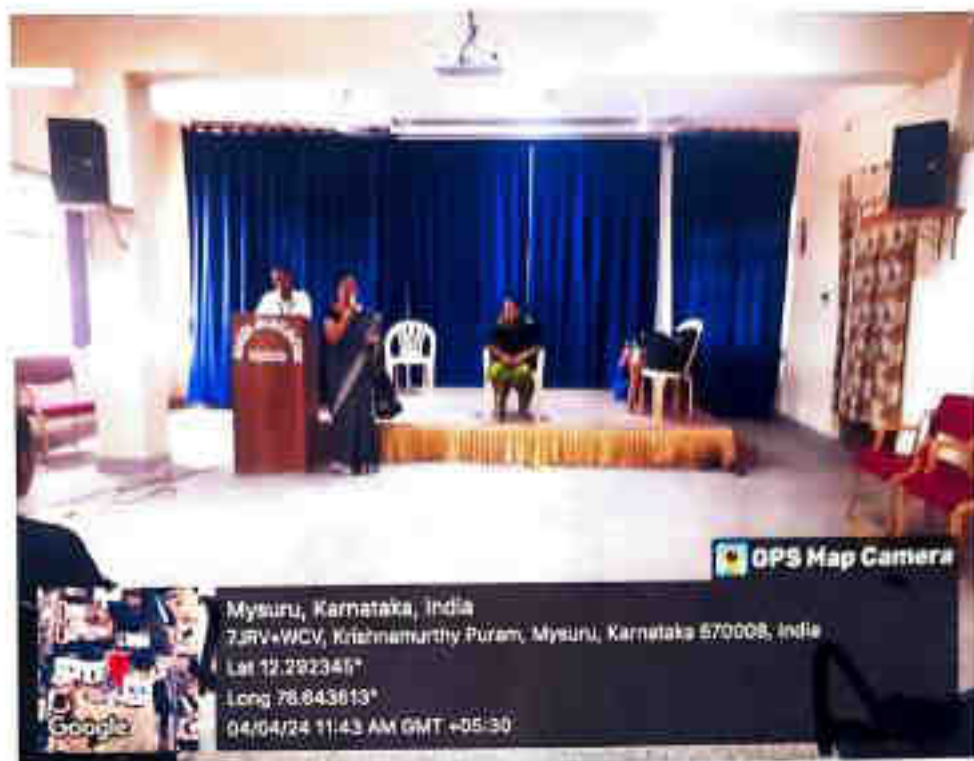 GPS Map Camera
Mysuru, Karnataka, India
7JRV+WCV, Krishnamurthy Puram, Mysuru, Karnataka 570008, India
Lat 12.292345°
Long 76.643613°
04/04/24 11:43 AM GMT +05:30
Google